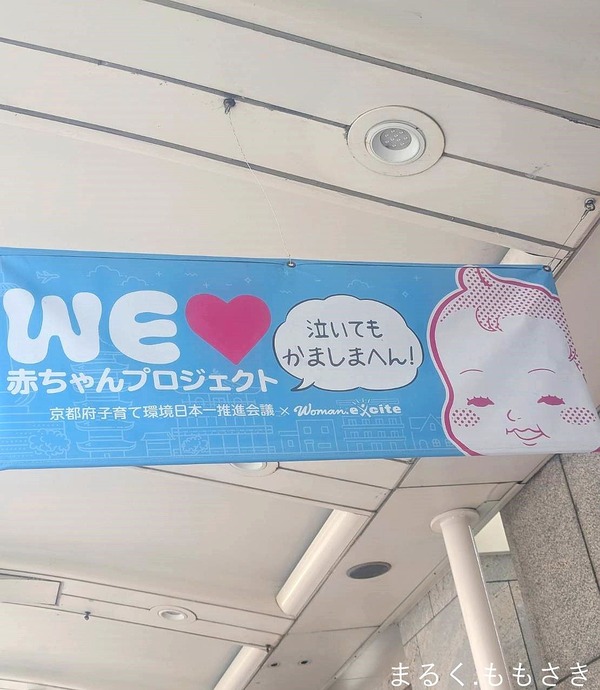 WE♥
赤ちゃんプロジェクト
泣いても
かましまへん!
京都府子育て環境日本一推進会議 × Woman.excite
まるく.ももさき